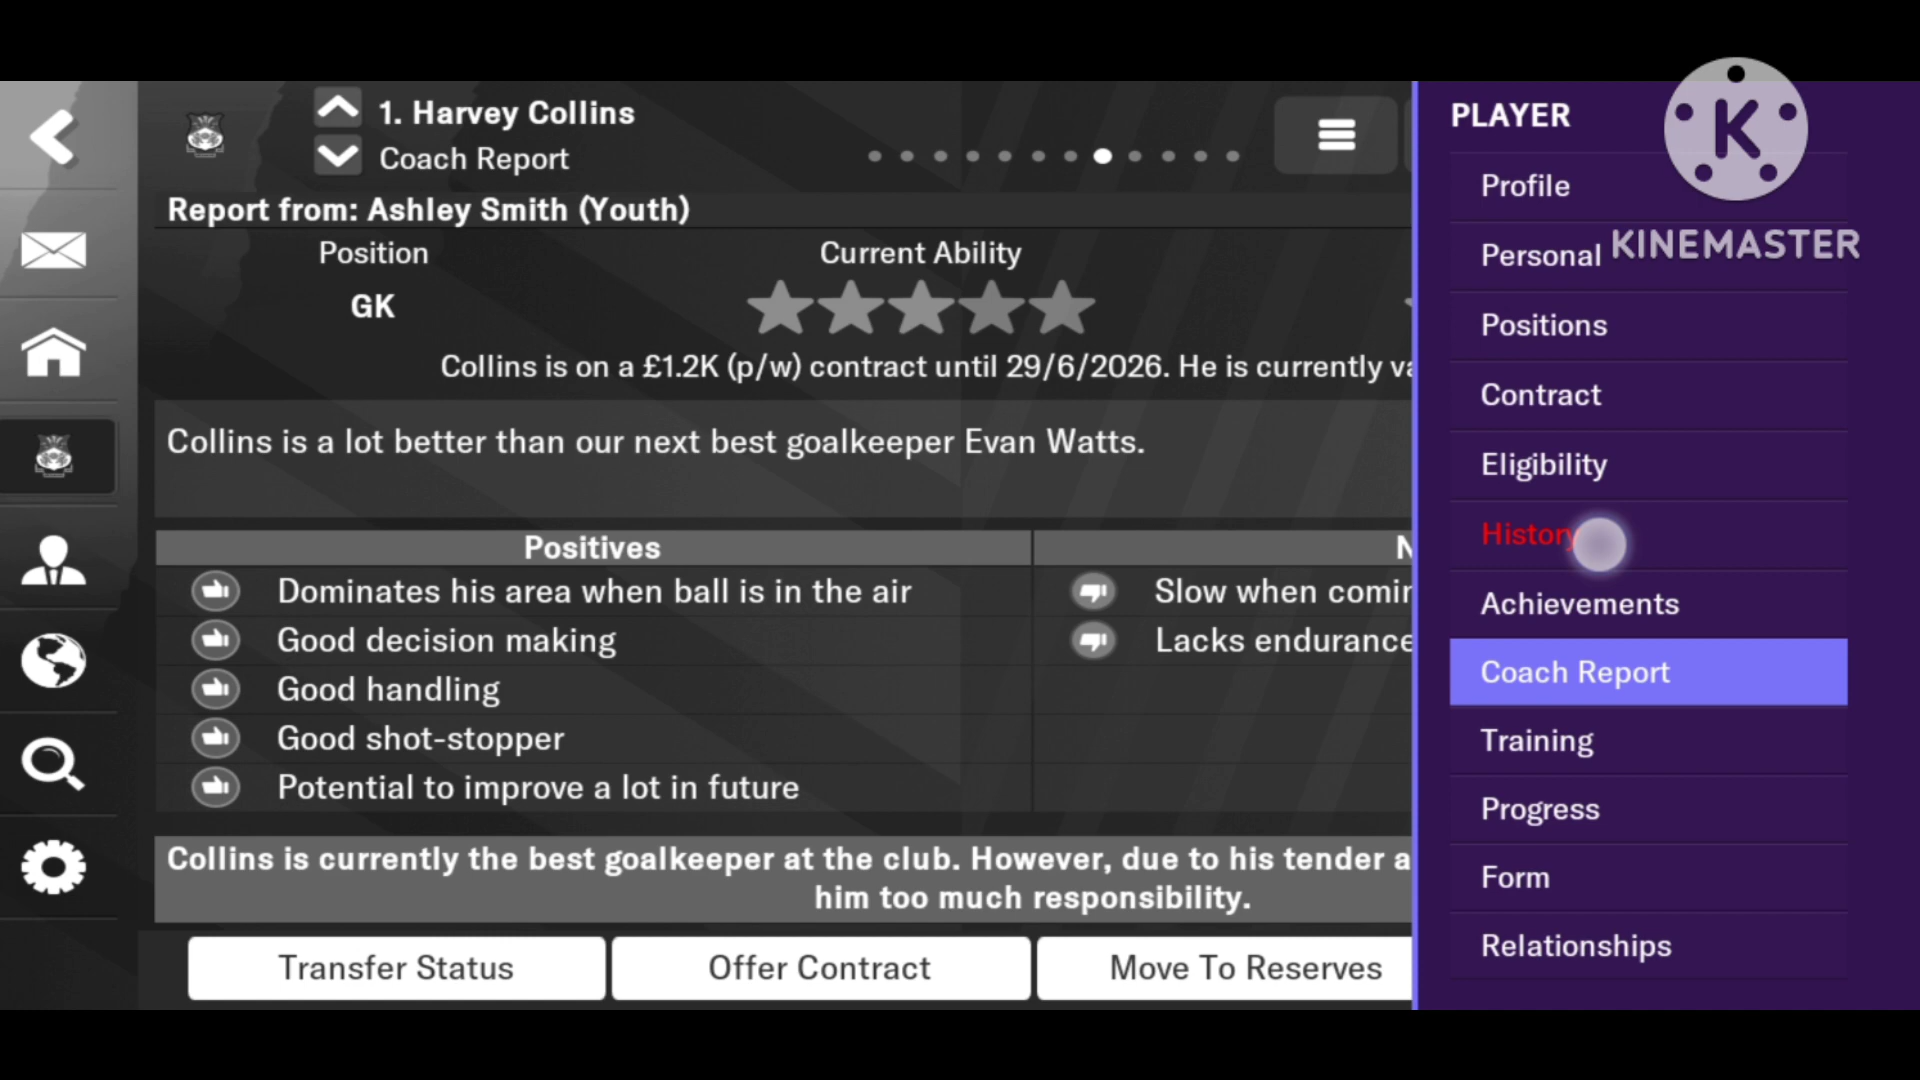 1. Harvey Collins
Coach Report
Report from: Ashley Smith (Youth)
Position
Current Ability
GK
Collins is on a £1.2K (p/w) contract until 29/6/2026. He is currently
Collins is a lot better than our next best goalkeeper Evan Watts.
Positives
Dominates his area when ball is in the air
Good decision making
Good handling
Good shot-stopper
Potential to improve a lot in future
Slow when
Lacks endurance
Collins is currently the best goalkeeper at the club. However, due to his tender
him too much responsibility.
Transfer Status
Offer Contract
Move To Reserves
PLAYER
Profile
Personal
Positions
Contract
Eligibility
History
Achievements
Coach Report
Training
Progress
Form
Relationships
K
KINEMASTER